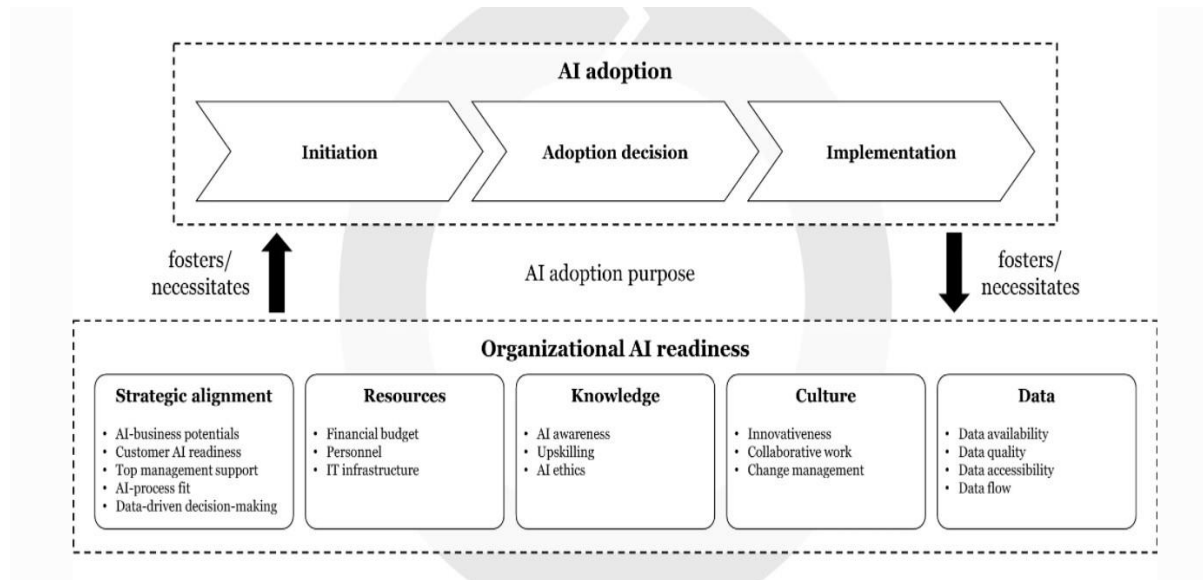 AI adoption
Initiation
Adoption decision
Implementation
fosters/
necessitates
AI adoption purpose
fosters/
necessitates
Organizational AI readiness
Strategic alignment
• AI-business potentials
• Customer AI readiness
• Top management support
• AI-process fit
• Data-driven decision-making
Resources
• Financial budget
• Personnel
• IT infrastructure
Knowledge
• AI awareness
• Upskilling
• AI ethics
Culture
• Innovativeness
• Collaborative work
• Change management
Data
• Data availability
• Data quality
• Data accessibility
• Data flow